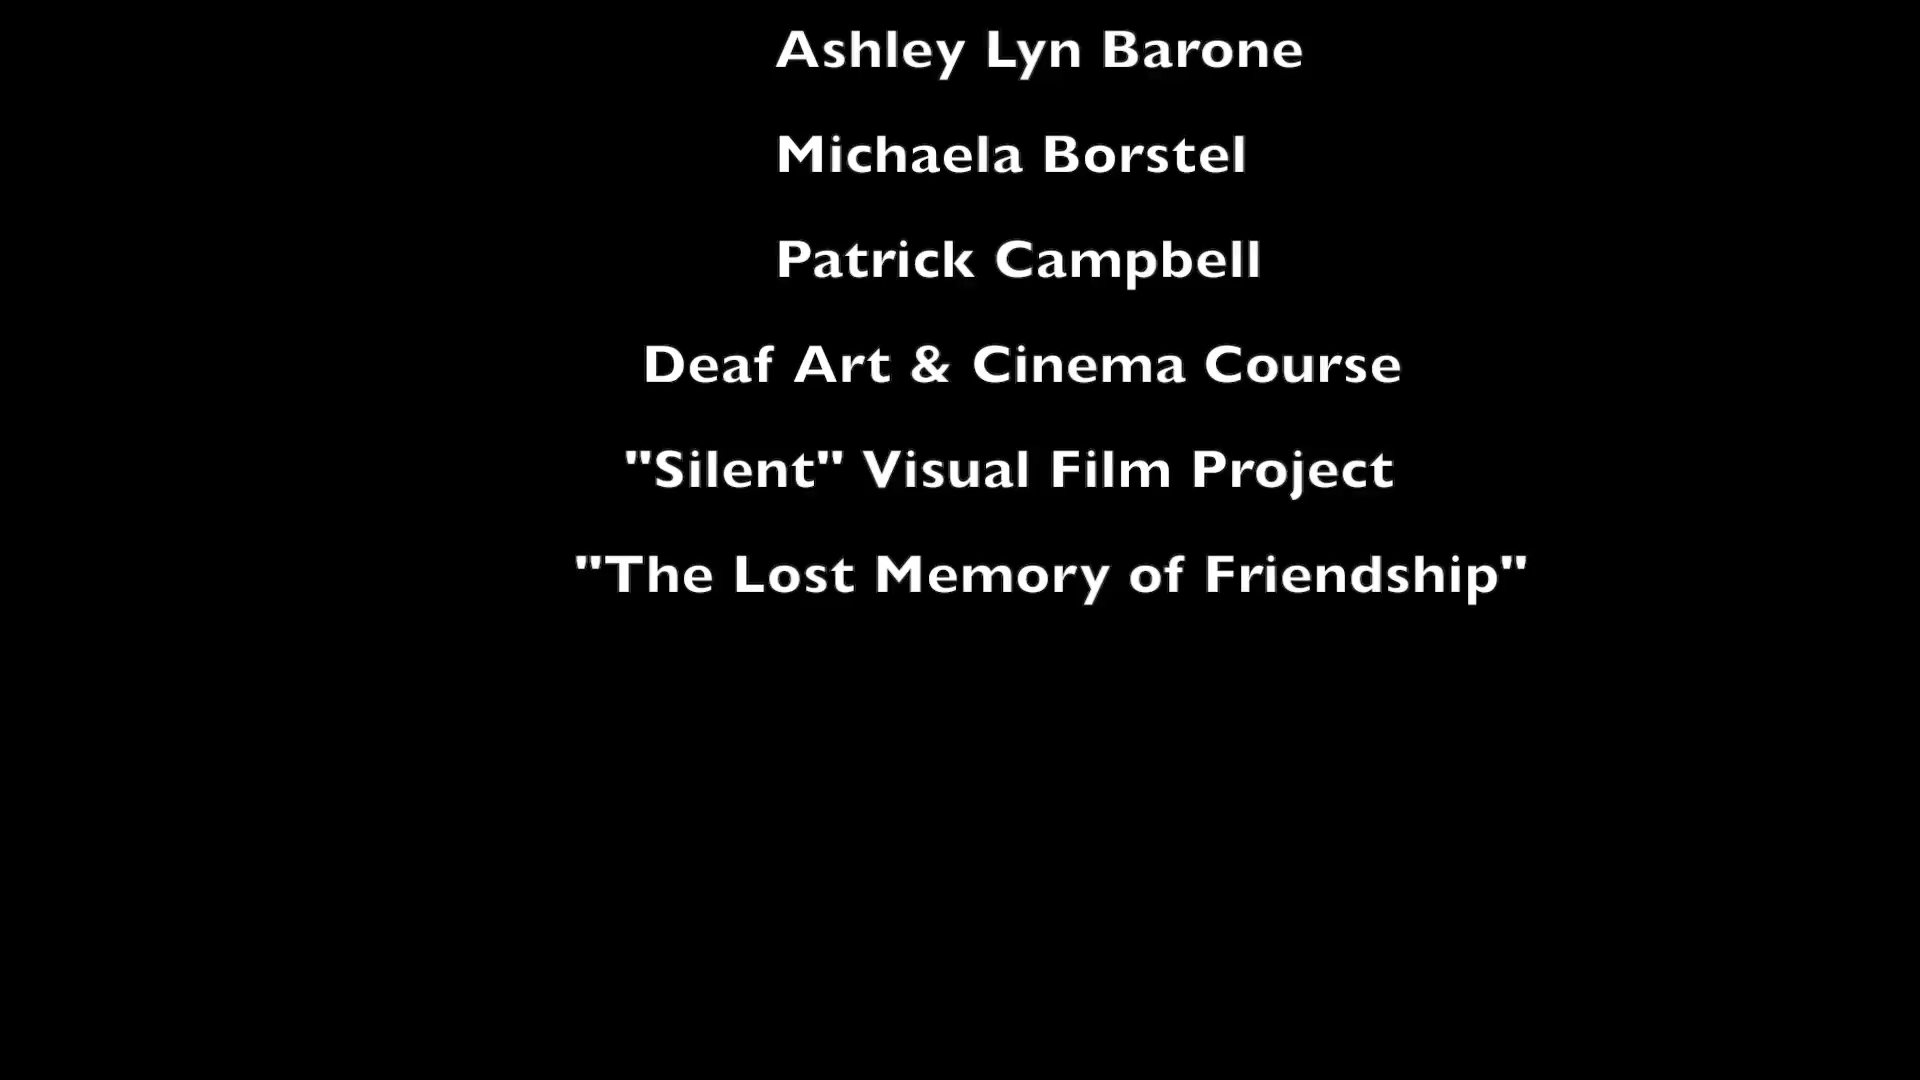 Ashley Lyn Barone
Michaela Borstel
Patrick Campbell
Deaf Art & Cinema Course
"Silent" Visual Film Project
"The Lost Memory of Friendship"